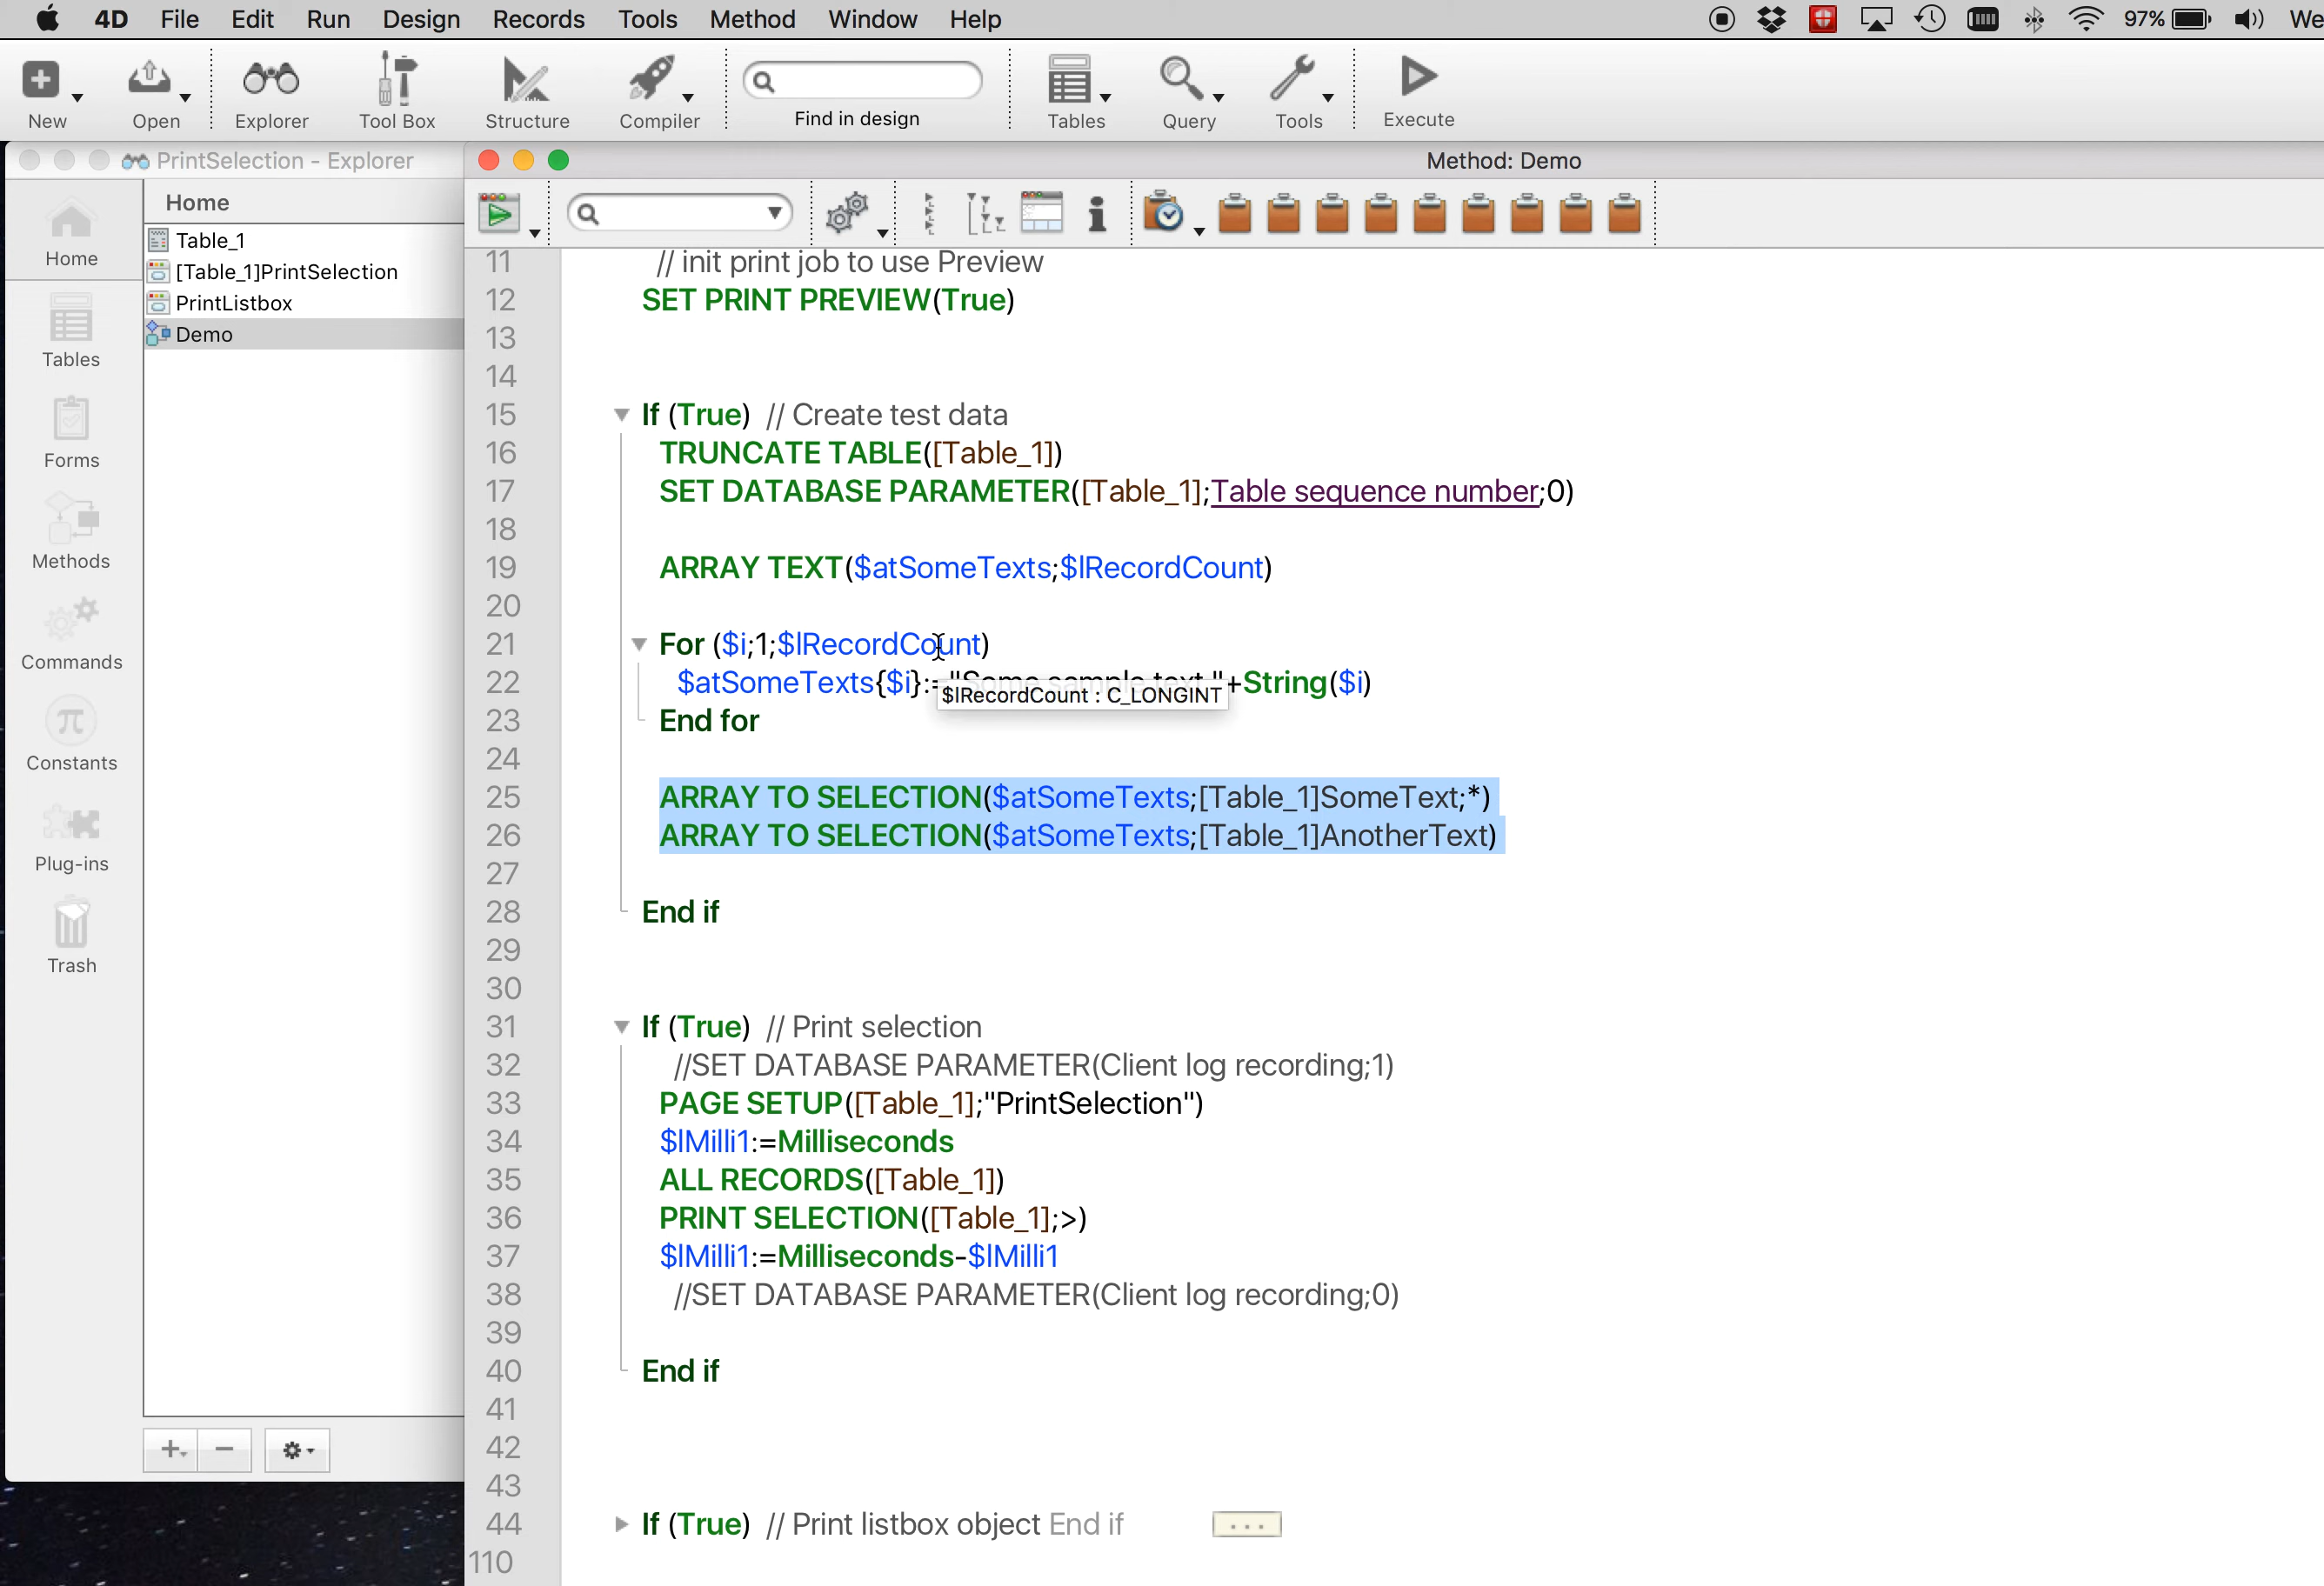 4D File Edit Run Design Records Tools Method Window Help 97% We
New Open Explorer Tool Box Structure Compiler Find in design Tables Query Tools Execute
PrintSelection - Explorer
Method: Demo
Home
Table_1
[Table_1]PrintSelection
PrintListbox
Demo
Home
Tables
Forms
Methods
Commands
Constants
Plug-ins
Trash
11 // init print job to use Preview
12 SET PRINT PREVIEW(True)
13
14
15 If (True) // Create test data
16 TRUNCATE TABLE([Table_1])
17 SET DATABASE PARAMETER([Table_1];Table sequence number;0)
18
19 ARRAY TEXT($atSomeTexts;$lRecordCount)
20
21 For ($i;1;$lRecordCount)
22 $atSomeTexts{$i}:="Some sample text "+String($i)
$lRecordCount : C_LONGINT
23 End for
24
25 ARRAY TO SELECTION($atSomeTexts;[Table_1]SomeText;*)
26 ARRAY TO SELECTION($atSomeTexts;[Table_1]AnotherText)
27
28 End if
29
30
31 If (True) // Print selection
32 //SET DATABASE PARAMETER(Client log recording;1)
33 PAGE SETUP([Table_1];"PrintSelection")
34 $lMilli1:=Milliseconds
35 ALL RECORDS([Table_1])
36 PRINT SELECTION([Table_1];>)
37 $lMilli1:=Milliseconds-$lMilli1
38 //SET DATABASE PARAMETER(Client log recording;0)
39
40 End if
41
42
43
44 If (True) // Print listbox object End if ...
110